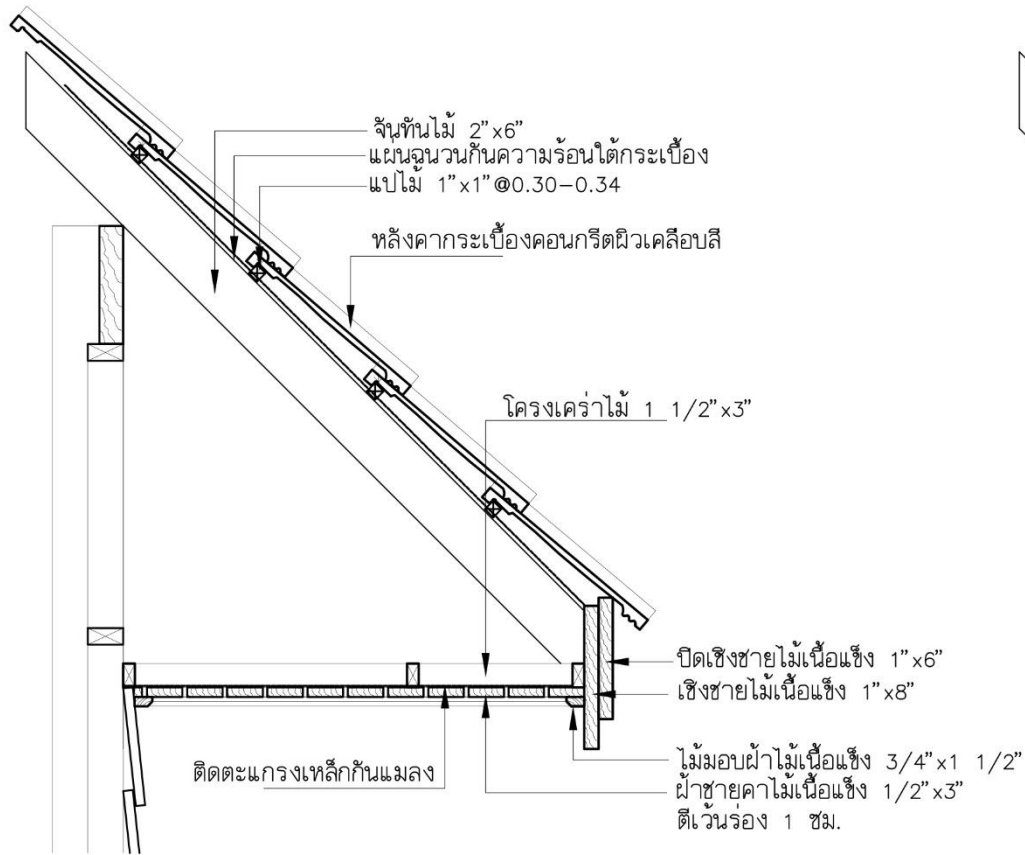 จันทันไม้ 2"x6"
แผ่นฉนวนกันความร้อนใต้กระเบื้อง
แปไม้ 1"x1"@0.30-0.34
หลังคากระเบื้องคอนกรีตผิวเคลือบสี
โครงเคร่าไม้ 1 1/2"x3"
ปิดเชิงชายไม้เนื้อแข็ง 1"x6"
เชิงชายไม้เนื้อแข็ง 1"x8"
ติดตะแกรงเหล็กกันแมลง
ไม้มอบฝ้าไม้เนื้อแข็ง 3/4"x1 1/2"
ฝ้าชายคาไม้เนื้อแข็ง 1/2"x3"
ตีเว้นร่อง 1 ซม.